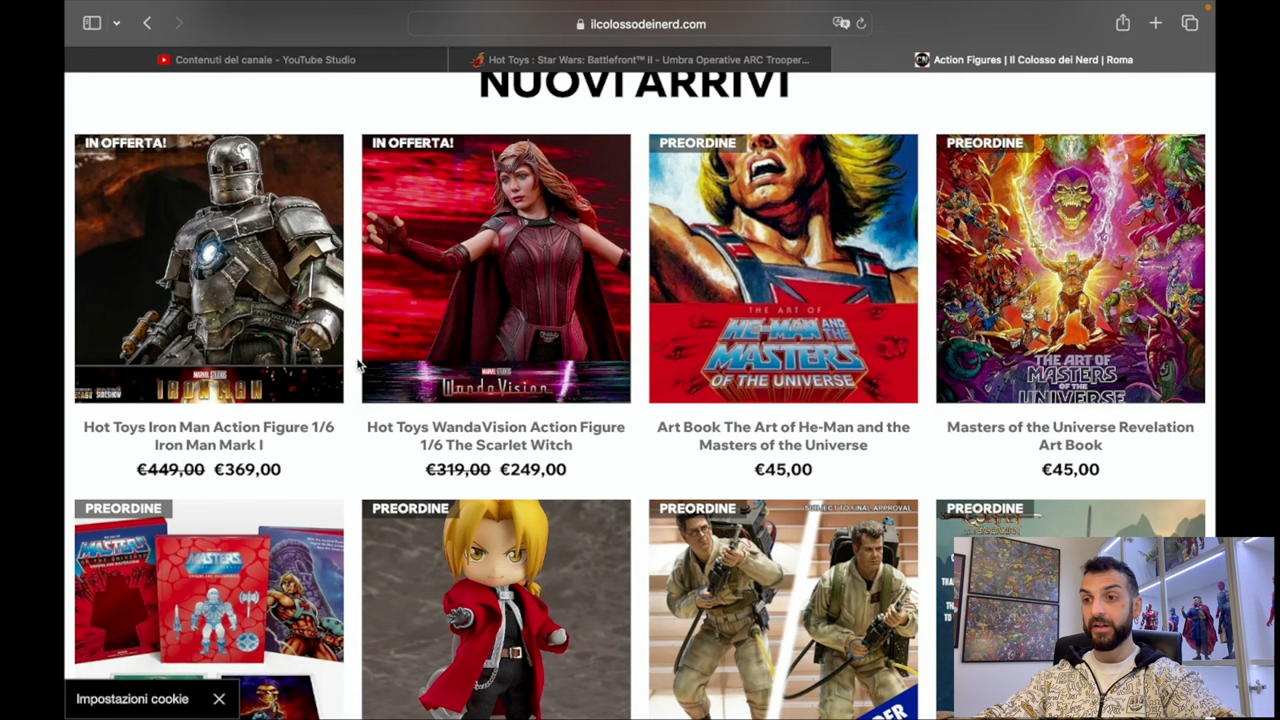 ilcolossodeinerd.com
Contenuti del canale - YouTube Studio
Hot Toys : Star Wars: Battlefront™ II - Umbra Operative ARC Trooper...
Action Figures | Il Colosso dei Nerd | Roma
NUOVI ARRIVI
IN OFFERTA!
MARVEL STUDIOS
IRON MAN
SIDESHOW
Hot Toys Iron Man Action Figure 1/6
Iron Man Mark I
€449,00 €369,00
IN OFFERTA!
MARVEL STUDIOS
WandaVision
Hot Toys WandaVision Action Figure
1/6 The Scarlet Witch
€319,00 €249,00
PREORDINE
THE ART OF
HE-MAN AND THE
MASTERS
OF THE UNIVERSE
Art Book The Art of He-Man and the
Masters of the Universe
€45,00
PREORDINE
THE ART OF
MASTERS
OF THE
UNIVERSE
Masters of the Universe Revelation
Art Book
€45,00
PREORDINE
MASTERS
MASTERS
PREORDINE
PREORDINE
SUBJECT TO FINAL APPROVAL
PREORDINE
Impostazioni cookie